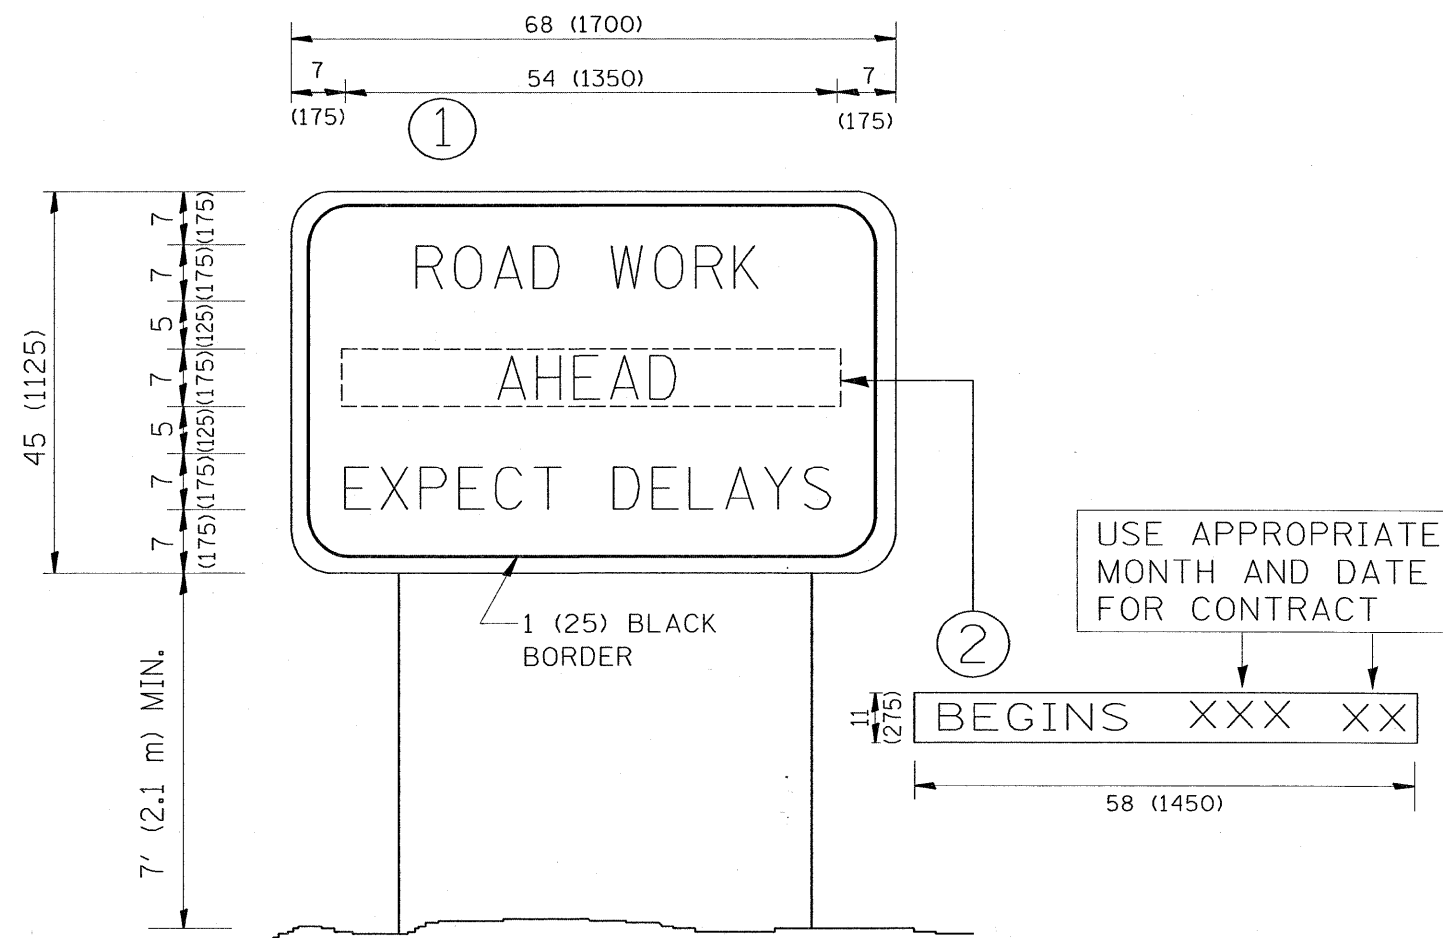 68 (1700)
7 54 (1350) 7
(175) (175)
1
7 (175)
7 (175)
5 (125)
7 (175)
5 (125)
7 (175)
7 (175)
45 (1125)
ROAD WORK
AHEAD
EXPECT DELAYS
1 (25) BLACK
BORDER
7' (2.1 m) MIN.
2
USE APPROPRIATE
MONTH AND DATE
FOR CONTRACT
11 (275)
BEGINS XXX XX
58 (1450)